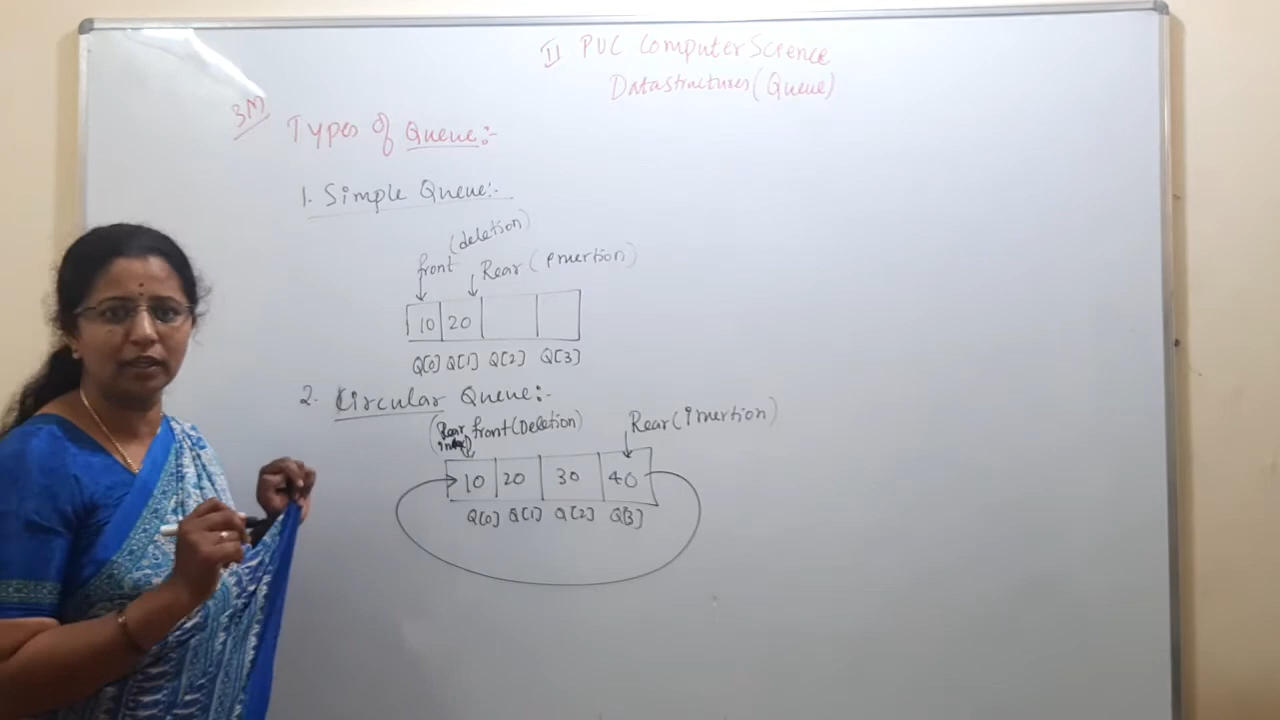 II PUC Computer Science
Datastructures (Queue)
3M
Types of Queue:-
1. Simple Queue:-
(deletion)
front
Rear (insertion)
10 20
Q[0] Q[1] Q[2] Q[3]
2. Circular Queue:-
(Rear front (Deletion) Rear (insertion)
10 20 30 40
Q[0] Q[1] Q[2] Q[3]